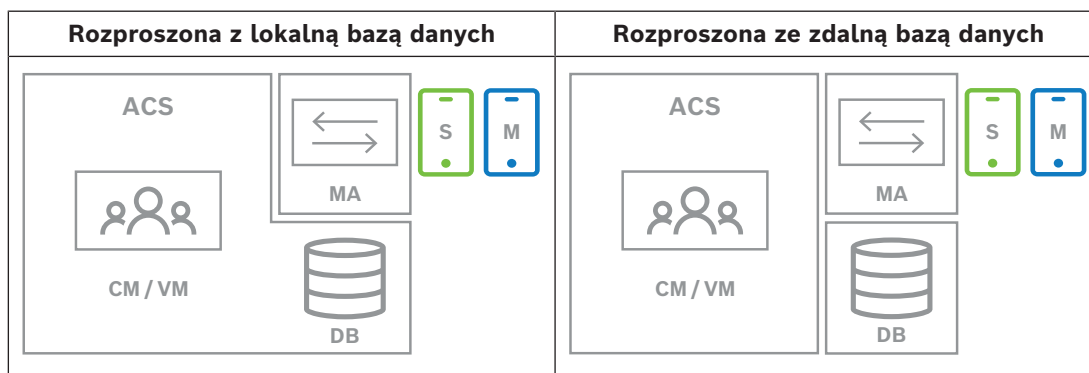 Rozproszona z lokalną bazą danych
ACS
CM / VM
MA
S
M
DB
Rozproszona ze zdalną bazą danych
ACS
CM / VM
MA
S
M
DB